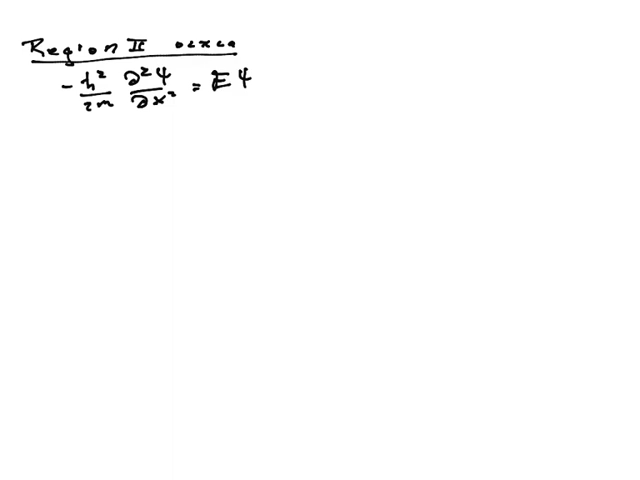 Region II 0<x<a
-ħ²/2m ∂²ψ/∂x² = Eψ